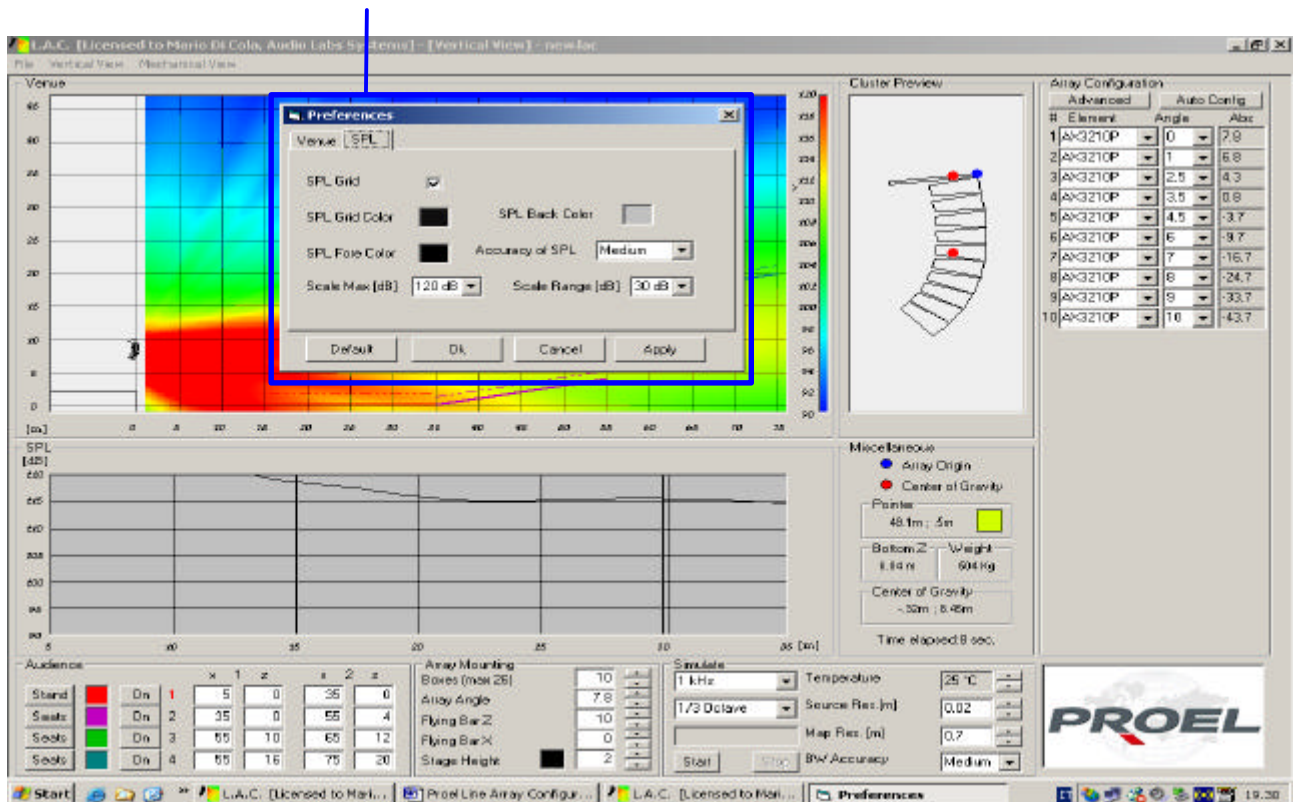 L.A.C. [Licensed to Mario Di Cola, Audio Labs Systems] - [Vertical View] - new.lac
File Vertical View Mechanical View
Venue
Preferences
Venue SPL
SPL Grid
SPL Grid Color SPL Back Color
SPL Fore Color Accuracy of SPL Medium
Scale Max [dB] 120 dB Scale Range [dB] 30 dB
Default Ok Cancel Apply
[m]
Cluster Preview
Array Configuration
Advanced Auto Config
# Element Angle Abs
1 AX3210P 0 7.8
2 AX3210P 1 6.8
3 AX3210P 2.5 4.3
4 AX3210P 3.5 0.8
5 AX3210P 4.5 -3.7
6 AX3210P 6 -9.7
7 AX3210P 7 -16.7
8 AX3210P 8 -24.7
9 AX3210P 9 -33.7
10 AX3210P 10 -43.7
SPL
[dB]
[m]
Miscellaneous
Array Origin
Center of Gravity
Pointer
48.1m ; .5m
Bottom Z Weight
604 Kg
Center of Gravity
-.32m ; 8.45m
Time elapsed:8 sec.
Audience
x 1 z x 2 z
Stand On 1 5 0 35 0
Seats On 2 35 0 55 4
Seats On 3 55 10 65 12
Seats On 4 55 16 75 20
Array Mounting
Boxes (max 26) 10
Array Angle 7.8
Flying Bar Z 10
Flying Bar X 0
Stage Height 2
Simulate
1 kHz Temperature 25 °C
1/3 Octave Source Res.[m] 0.02
Map Res. [m] 0.7
Start Stop BW Accuracy Medium
PROEL
Start » L.A.C. [Licensed to Mari... Proel Line Array Configur... L.A.C. [Licensed to Mari... Preferences 19.30